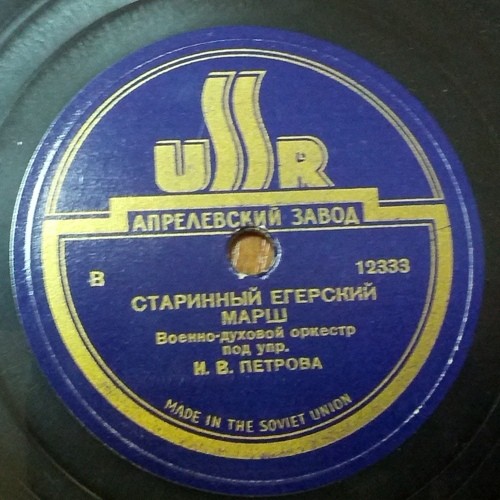 USSR
АПРЕЛЕВСКИЙ ЗАВОД
В 12333
СТАРИННЫЙ ЕГЕРСКИЙ
МАРШ
Военно-духовой оркестр
под упр.
И. В. ПЕТРОВА
MADE IN THE SOVIET UNION